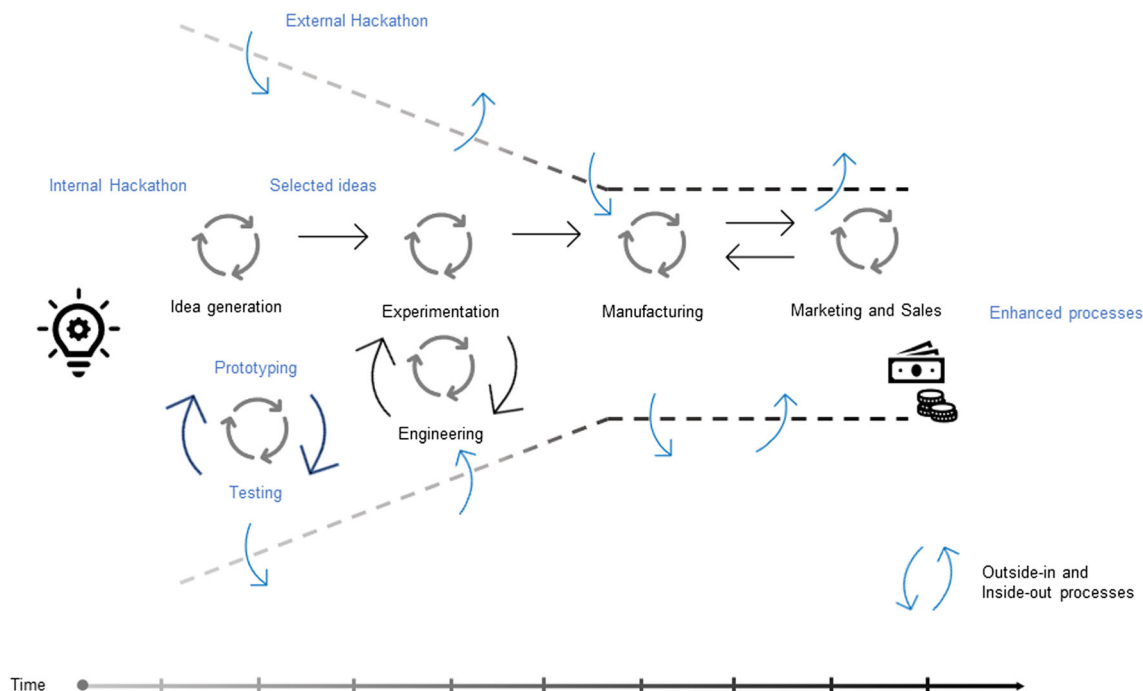 External Hackathon
Internal Hackathon
Selected ideas
Idea generation
Experimentation
Manufacturing
Marketing and Sales
Enhanced processes
Prototyping
Engineering
Testing
Outside-in and
Inside-out processes
Time